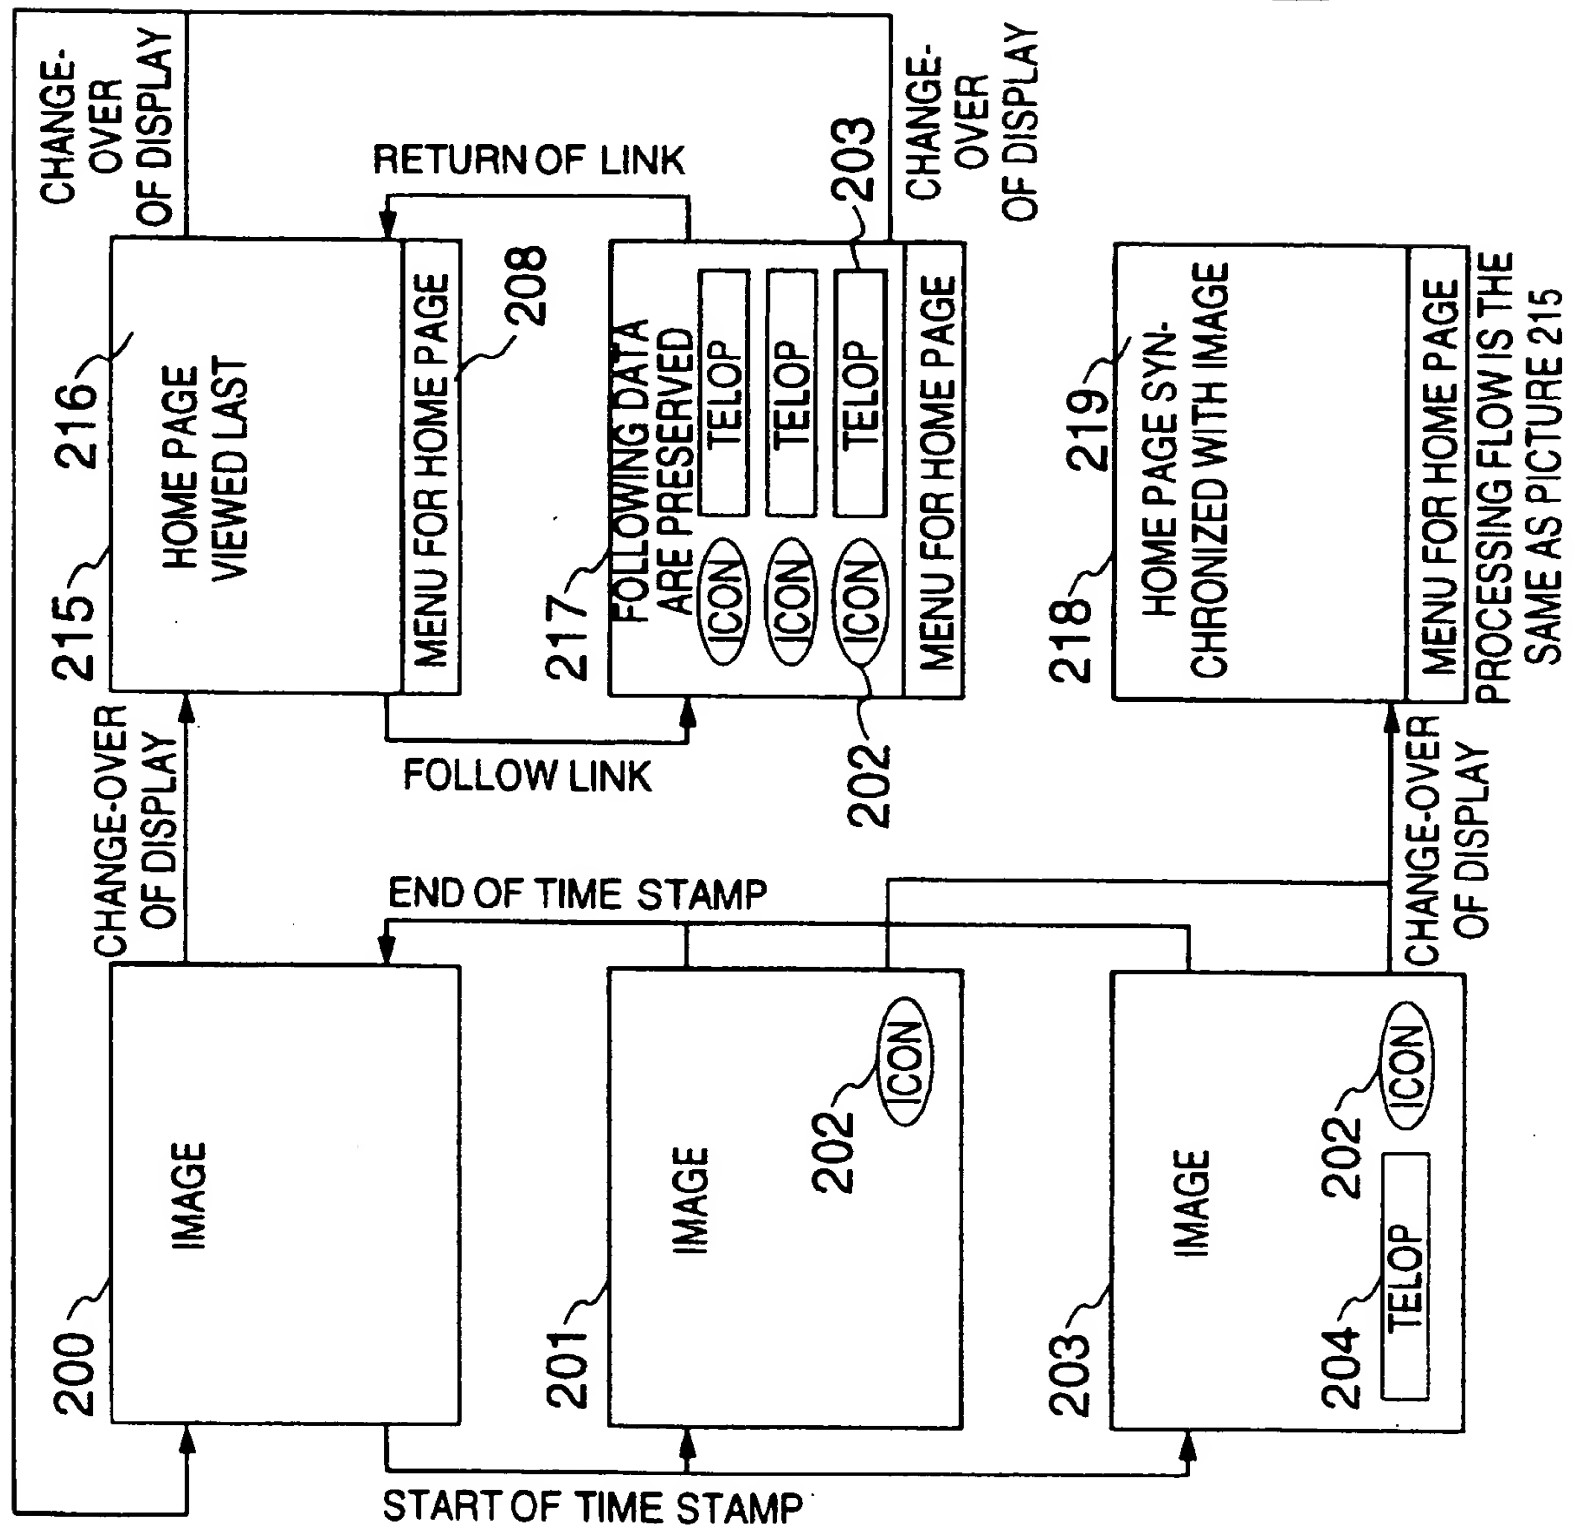 CHANGE-
OVER
OF DISPLAY
215
216
HOME PAGE
VIEWED LAST
MENU FOR HOME PAGE
208
RETURN OF LINK
FOLLOW LINK
217
FOLLOWING DATA
ARE PRESERVED
ICON
TELOP
ICON
TELOP
ICON
TELOP
202
203
MENU FOR HOME PAGE
CHANGE-
OVER
OF DISPLAY
218
219
HOME PAGE SYN-
CHRONIZED WITH IMAGE
MENU FOR HOME PAGE
PROCESSING FLOW IS THE
SAME AS PICTURE 215
CHANGE-OVER
OF DISPLAY
200
IMAGE
END OF TIME STAMP
START OF TIME STAMP
201
IMAGE
202
ICON
203
IMAGE
204
TELOP
202
ICON
CHANGE-OVER
OF DISPLAY